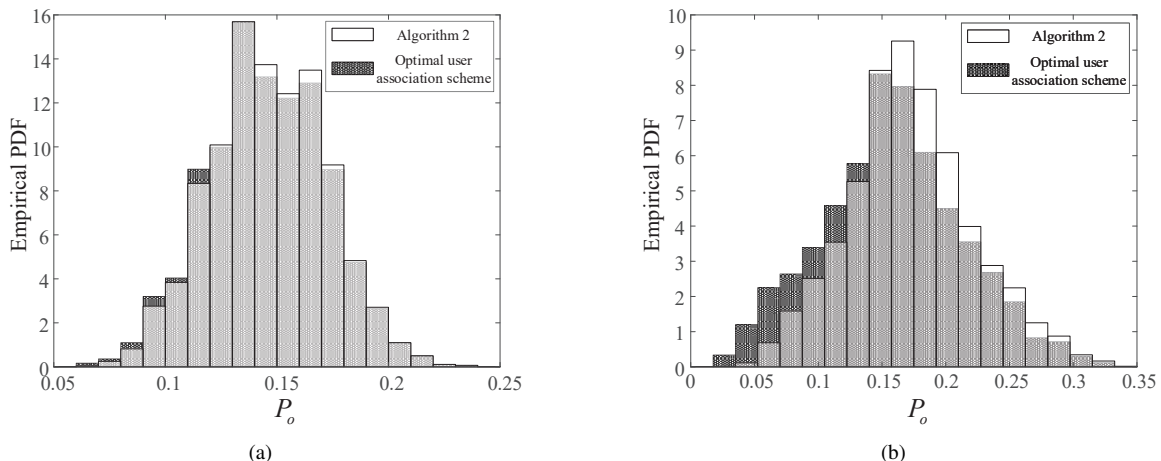 16
14
12
10
8
6
4
2
0
0.05
0.1
0.15
0.2
0.25
Empirical PDF
P_o
Algorithm 2
Optimal user
association scheme
(a)
10
9
8
7
6
5
4
3
2
1
0
0
0.05
0.1
0.15
0.2
0.25
0.3
0.35
Empirical PDF
P_o
Algorithm 2
Optimal user
association scheme
(b)